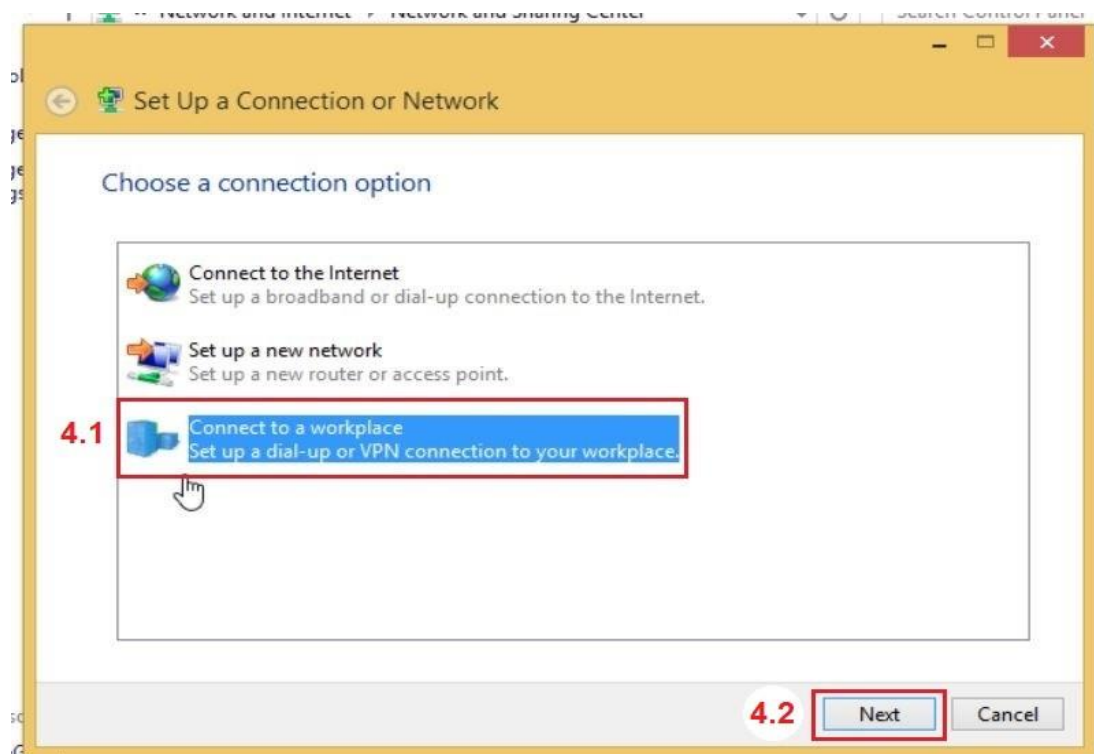 Network and Internet Network and Sharing Center Search Control Panel
Set Up a Connection or Network
Choose a connection option
Connect to the Internet
Set up a broadband or dial-up connection to the Internet.
Set up a new network
Set up a new router or access point.
4.1
Connect to a workplace
Set up a dial-up or VPN connection to your workplace.
4.2 Next Cancel